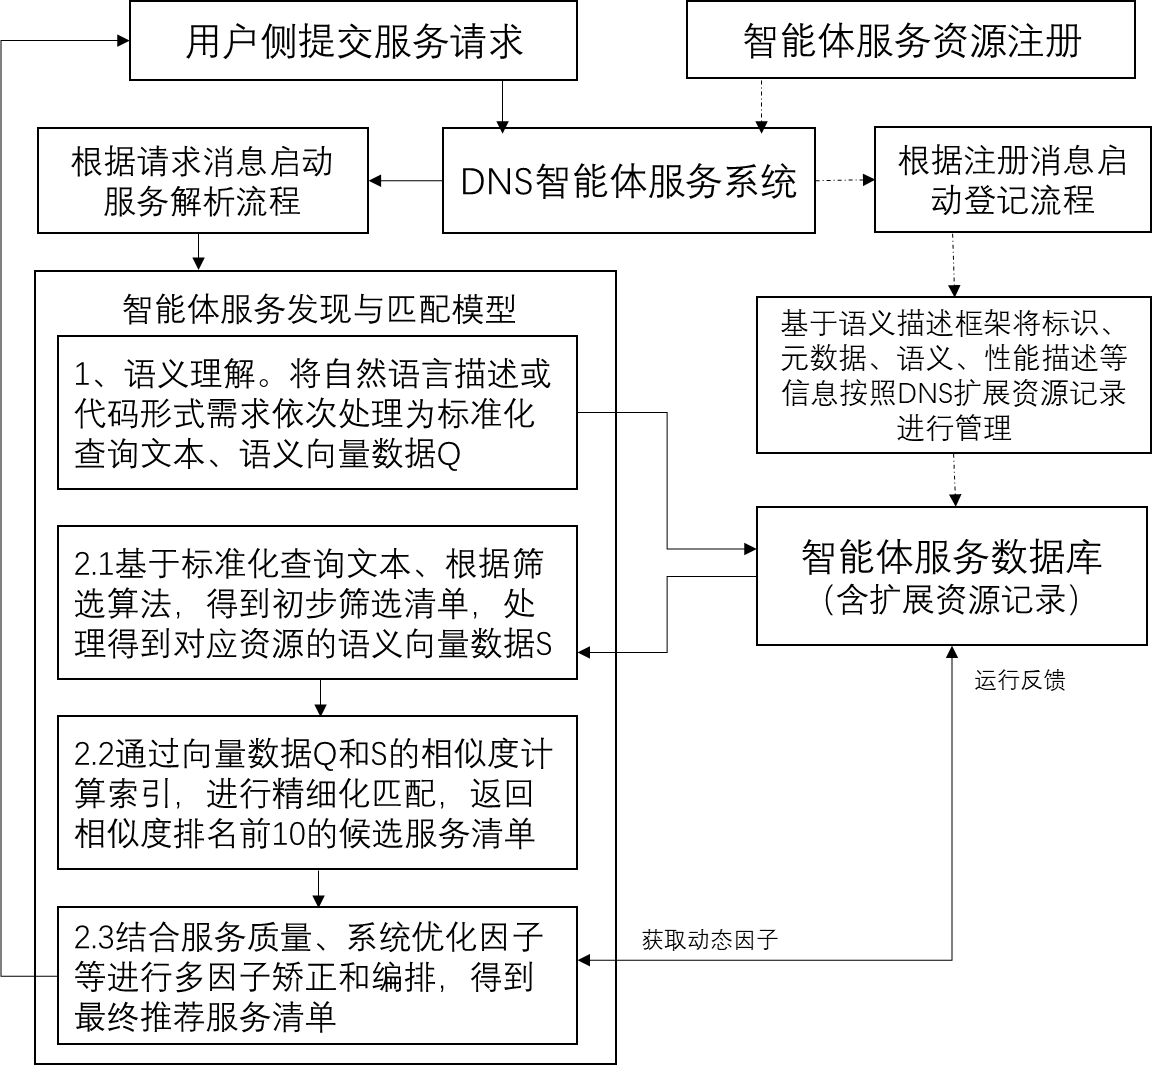 用户侧提交服务请求
智能体服务资源注册
根据请求消息启动
服务解析流程
DNS智能体服务系统
根据注册消息启
动登记流程
智能体服务发现与匹配模型
1、语义理解。将自然语言描述或
代码形式需求依次处理为标准化
查询文本、语义向量数据Q
基于语义描述框架将标识、
元数据、语义、性能描述等
信息按照DNS扩展资源记录
进行管理
2.1基于标准化查询文本、根据筛
选算法，得到初步筛选清单，处
理得到对应资源的语义向量数据S
智能体服务数据库
（含扩展资源记录）
运行反馈
2.2通过向量数据Q和S的相似度计
算索引，进行精细化匹配，返回
相似度排名前10的候选服务清单
2.3结合服务质量、系统优化因子
等进行多因子矫正和编排，得到
最终推荐服务清单
获取动态因子